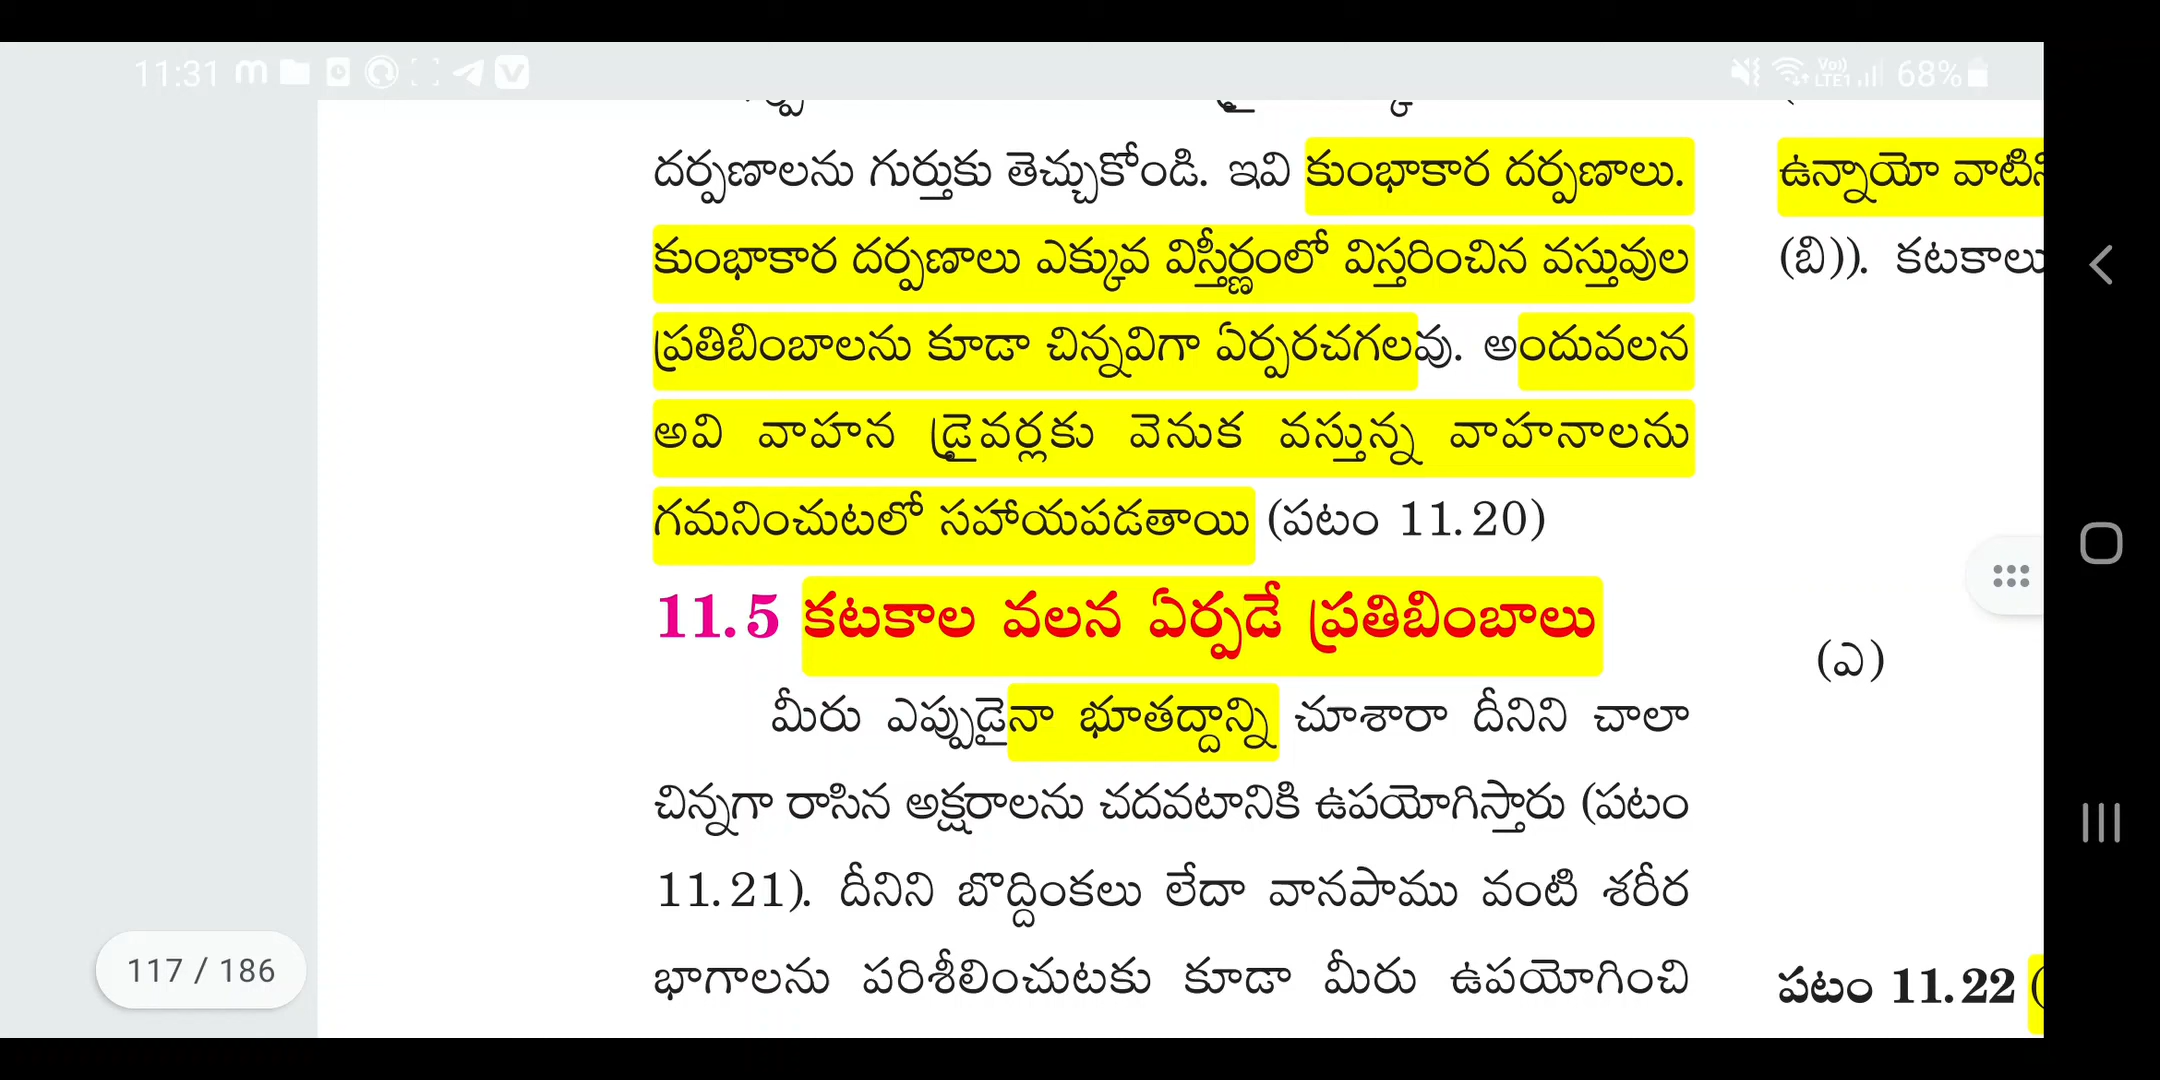 11:31
Vo) LTE1 68%
దర్పణాలను గుర్తుకు తెచ్చుకోండి. ఇవి కుంభాకార దర్పణాలు.
కుంభాకార దర్పణాలు ఎక్కువ విస్తీర్ణంలో విస్తరించిన వస్తువుల
ప్రతిబింబాలను కూడా చిన్నవిగా ఏర్పరచగలవు. అందువలన
అవి వాహన డ్రైవర్లకు వెనుక వస్తున్న వాహనాలను
గమనించుటలో సహాయపడతాయి (పటం 11.20)
11.5 కటకాల వలన ఏర్పడే ప్రతిబింబాలు
మీరు ఎప్పుడైనా భూతద్దాన్ని చూశారా దీనిని చాలా
చిన్నగా రాసిన అక్షరాలను చదవటానికి ఉపయోగిస్తారు (పటం
11.21). దీనిని బొద్దింకలు లేదా వానపాము వంటి శరీర
భాగాలను పరిశీలించుటకు కూడా మీరు ఉపయోగించి
ఉన్నాయో
(బి)). కటకాలు
(ఎ)
పటం 11.22 (
117 / 186